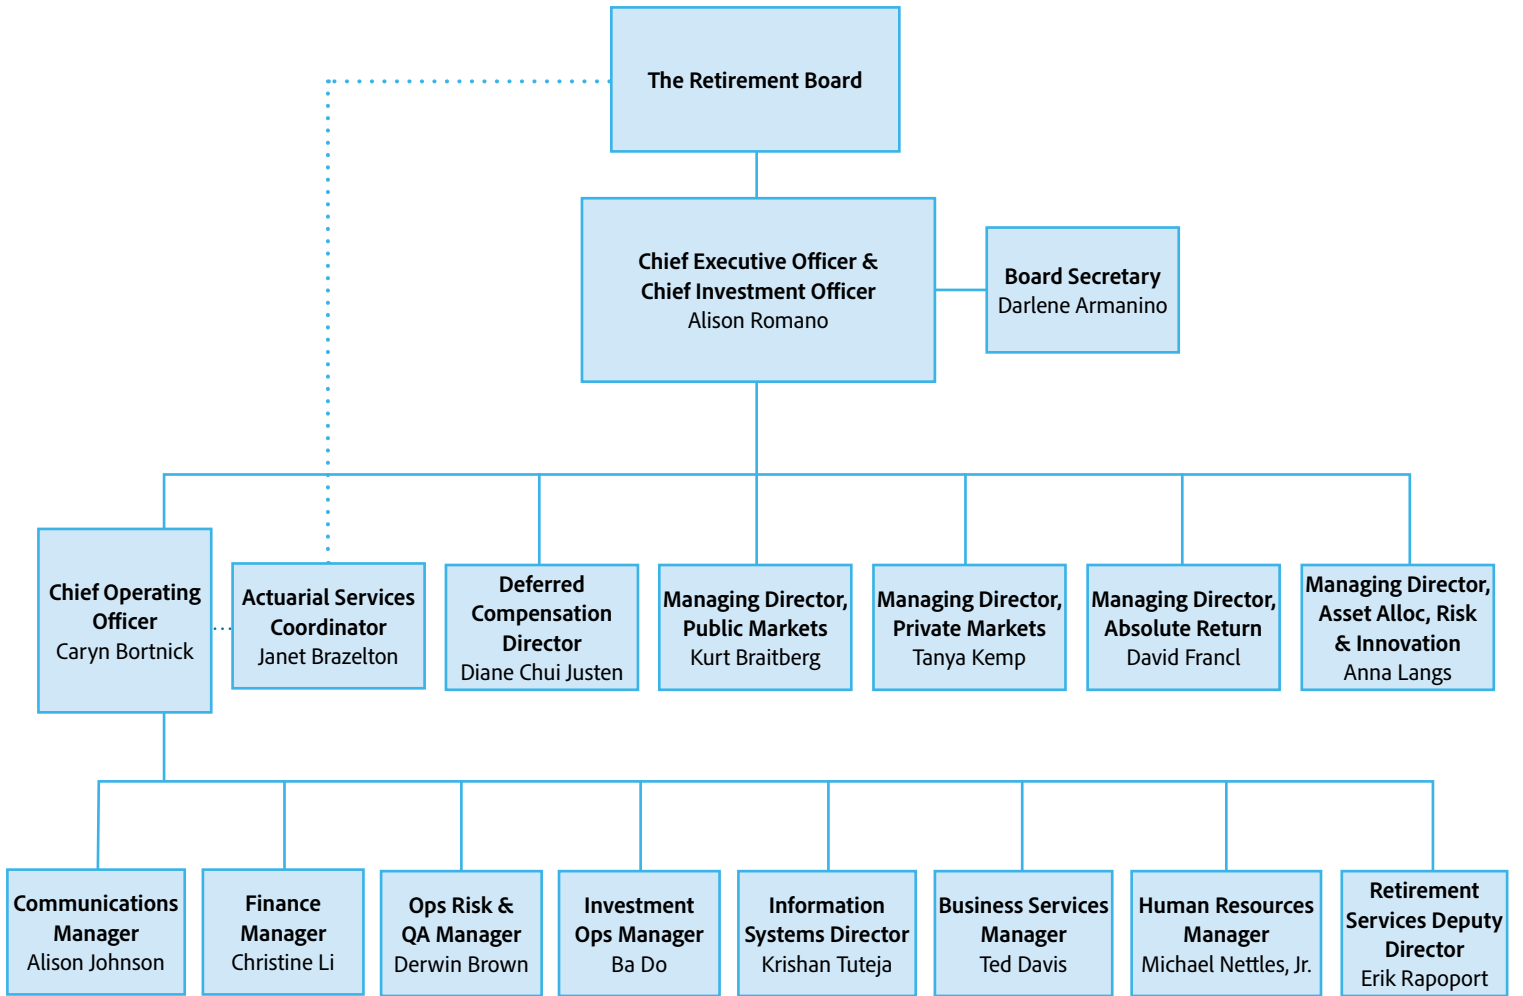 The Retirement Board
Chief Executive Officer &
Chief Investment Officer
Alison Romano
Board Secretary
Darlene Armanino
Chief Operating
Officer
Caryn Bortnick
Actuarial Services
Coordinator
Janet Brazelton
Deferred
Compensation
Director
Diane Chui Justen
Managing Director,
Public Markets
Kurt Braitberg
Managing Director,
Private Markets
Tanya Kemp
Managing Director,
Absolute Return
David Francl
Managing Director,
Asset Alloc, Risk
& Innovation
Anna Langs
Communications
Manager
Alison Johnson
Finance
Manager
Christine Li
Ops Risk &
QA Manager
Derwin Brown
Investment
Ops Manager
Ba Do
Information
Systems Director
Krishan Tuteja
Business Services
Manager
Ted Davis
Human Resources
Manager
Michael Nettles, Jr.
Retirement
Services Deputy
Director
Erik Rapoport